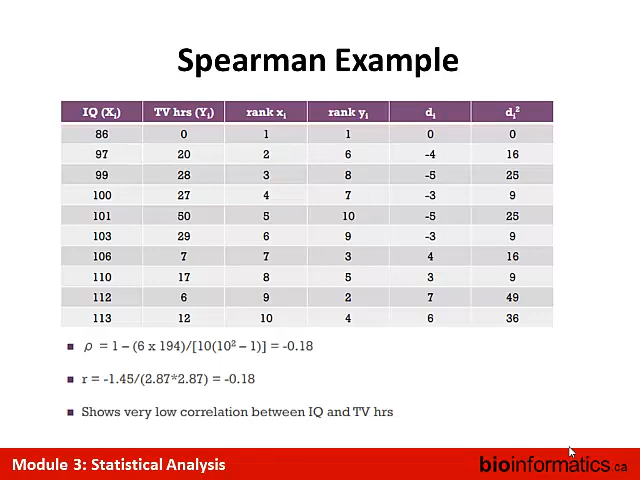 Spearman Example
IQ (Xi) TV hrs (Yi) rank xi rank yi di di²
86 0 1 1 0 0
97 20 2 6 -4 16
99 28 3 8 -5 25
100 27 4 7 -3 9
101 50 5 10 -5 25
103 29 6 9 -3 9
106 7 7 3 4 16
110 17 8 5 3 9
112 6 9 2 7 49
113 12 10 4 6 36
ρ = 1 – (6 x 194)/[10(10² – 1)] = -0.18
r = -1.45/(2.87*2.87) = -0.18
Shows very low correlation between IQ and TV hrs
Module 3: Statistical Analysis
bioinformatics.ca